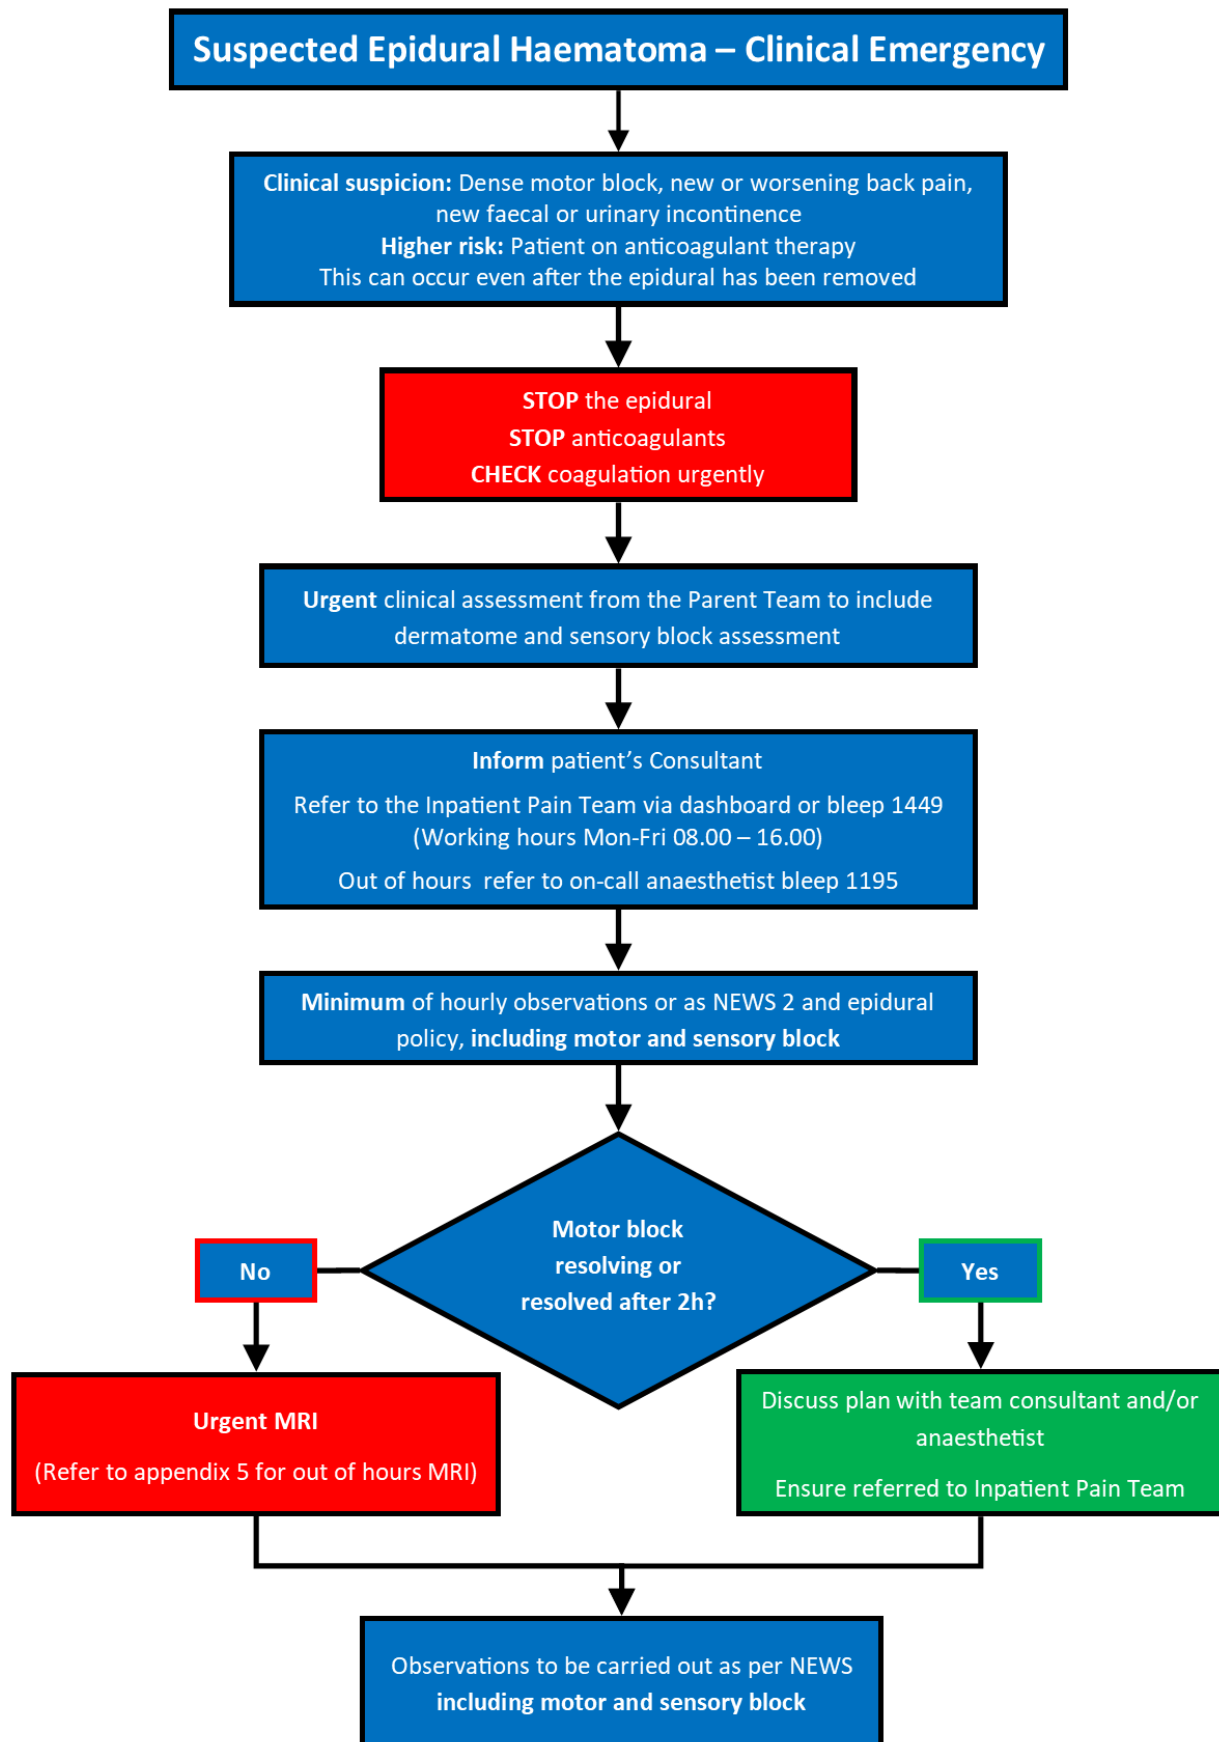 Suspected Epidural Haematoma – Clinical Emergency
Clinical suspicion: Dense motor block, new or worsening back pain,
new faecal or urinary incontinence
Higher risk: Patient on anticoagulant therapy
This can occur even after the epidural has been removed
STOP the epidural
STOP anticoagulants
CHECK coagulation urgently
Urgent clinical assessment from the Parent Team to include
dermatome and sensory block assessment
Inform patient’s Consultant
Refer to the Inpatient Pain Team via dashboard or bleep 1449
(Working hours Mon-Fri 08.00 – 16.00)
Out of hours  refer to on-call anaesthetist bleep 1195
Minimum of hourly observations or as NEWS 2 and epidural
policy, including motor and sensory block
Motor block
resolving or
resolved after 2h?
No
Yes
Urgent MRI
(Refer to appendix 5 for out of hours MRI)
Discuss plan with team consultant and/or
anaesthetist
Ensure referred to Inpatient Pain Team
Observations to be carried out as per NEWS
including motor and sensory block